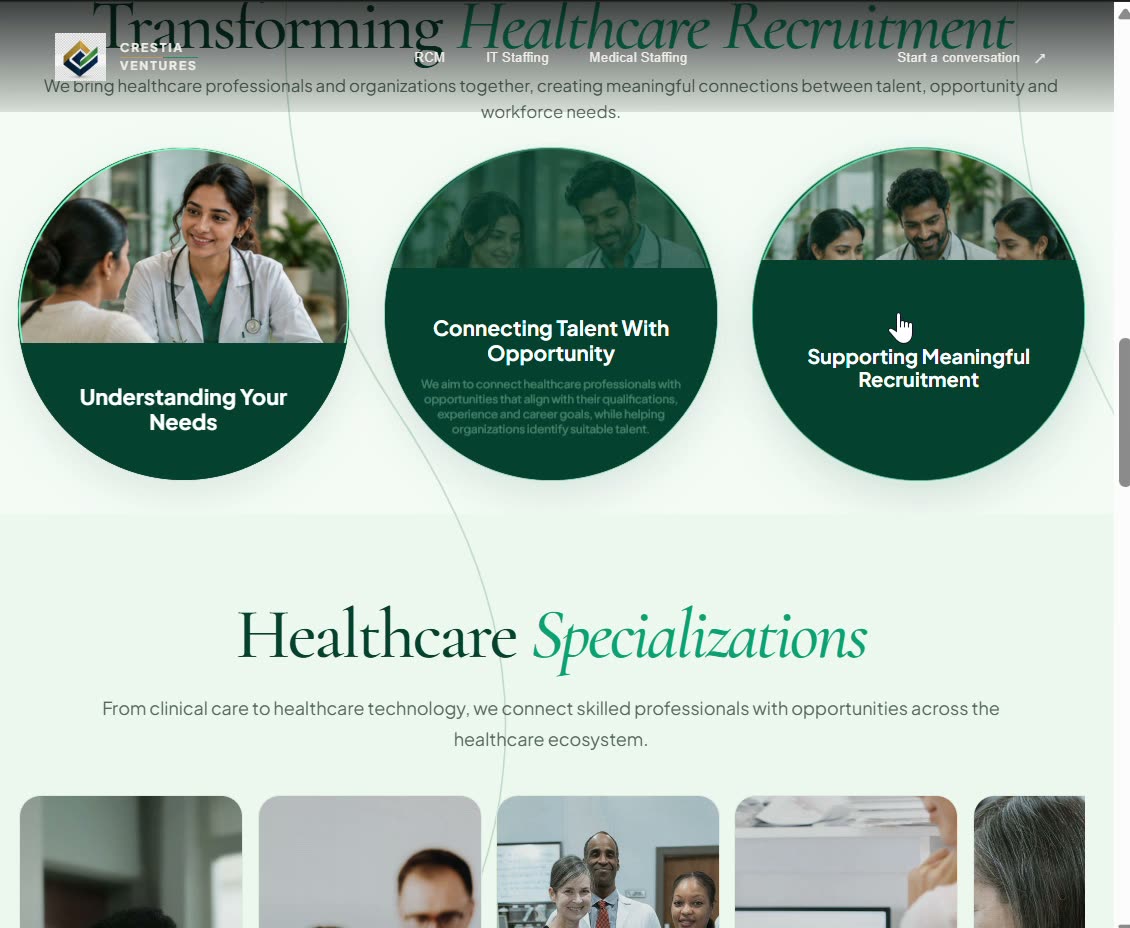 Transforming Healthcare Recruitment
CRESTIA
VENTURES
RCM
IT Staffing
Medical Staffing
Start a conversation ↗
We bring healthcare professionals and organizations together, creating meaningful connections between talent, opportunity and
workforce needs.
Understanding Your
Needs
Connecting Talent With
Opportunity
We aim to connect healthcare professionals with
opportunities that align with their qualifications,
experience and career goals, while helping
organizations identify suitable talent.
Supporting Meaningful
Recruitment
Healthcare Specializations
From clinical care to healthcare technology, we connect skilled professionals with opportunities across the
healthcare ecosystem.